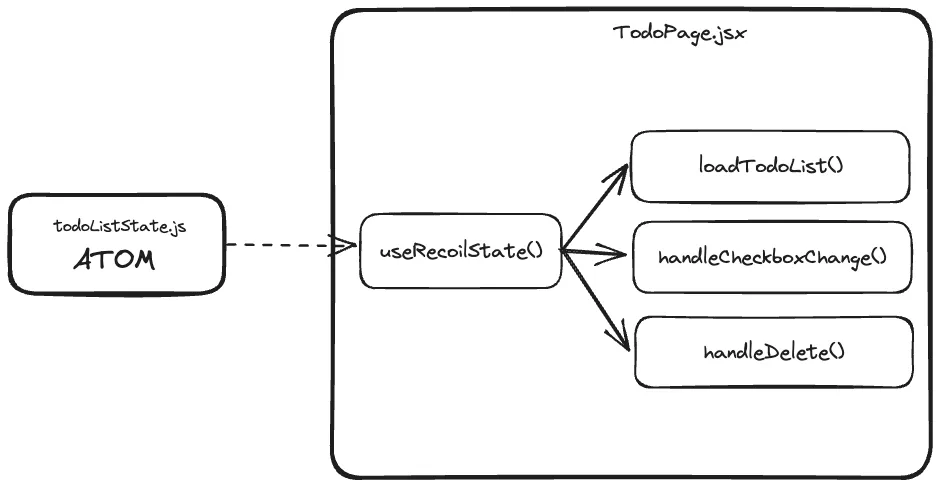 TodoPage.jsx
todoListState.js
ATOM
useRecoilState()
loadTodoList()
handleCheckboxChange()
handleDelete()